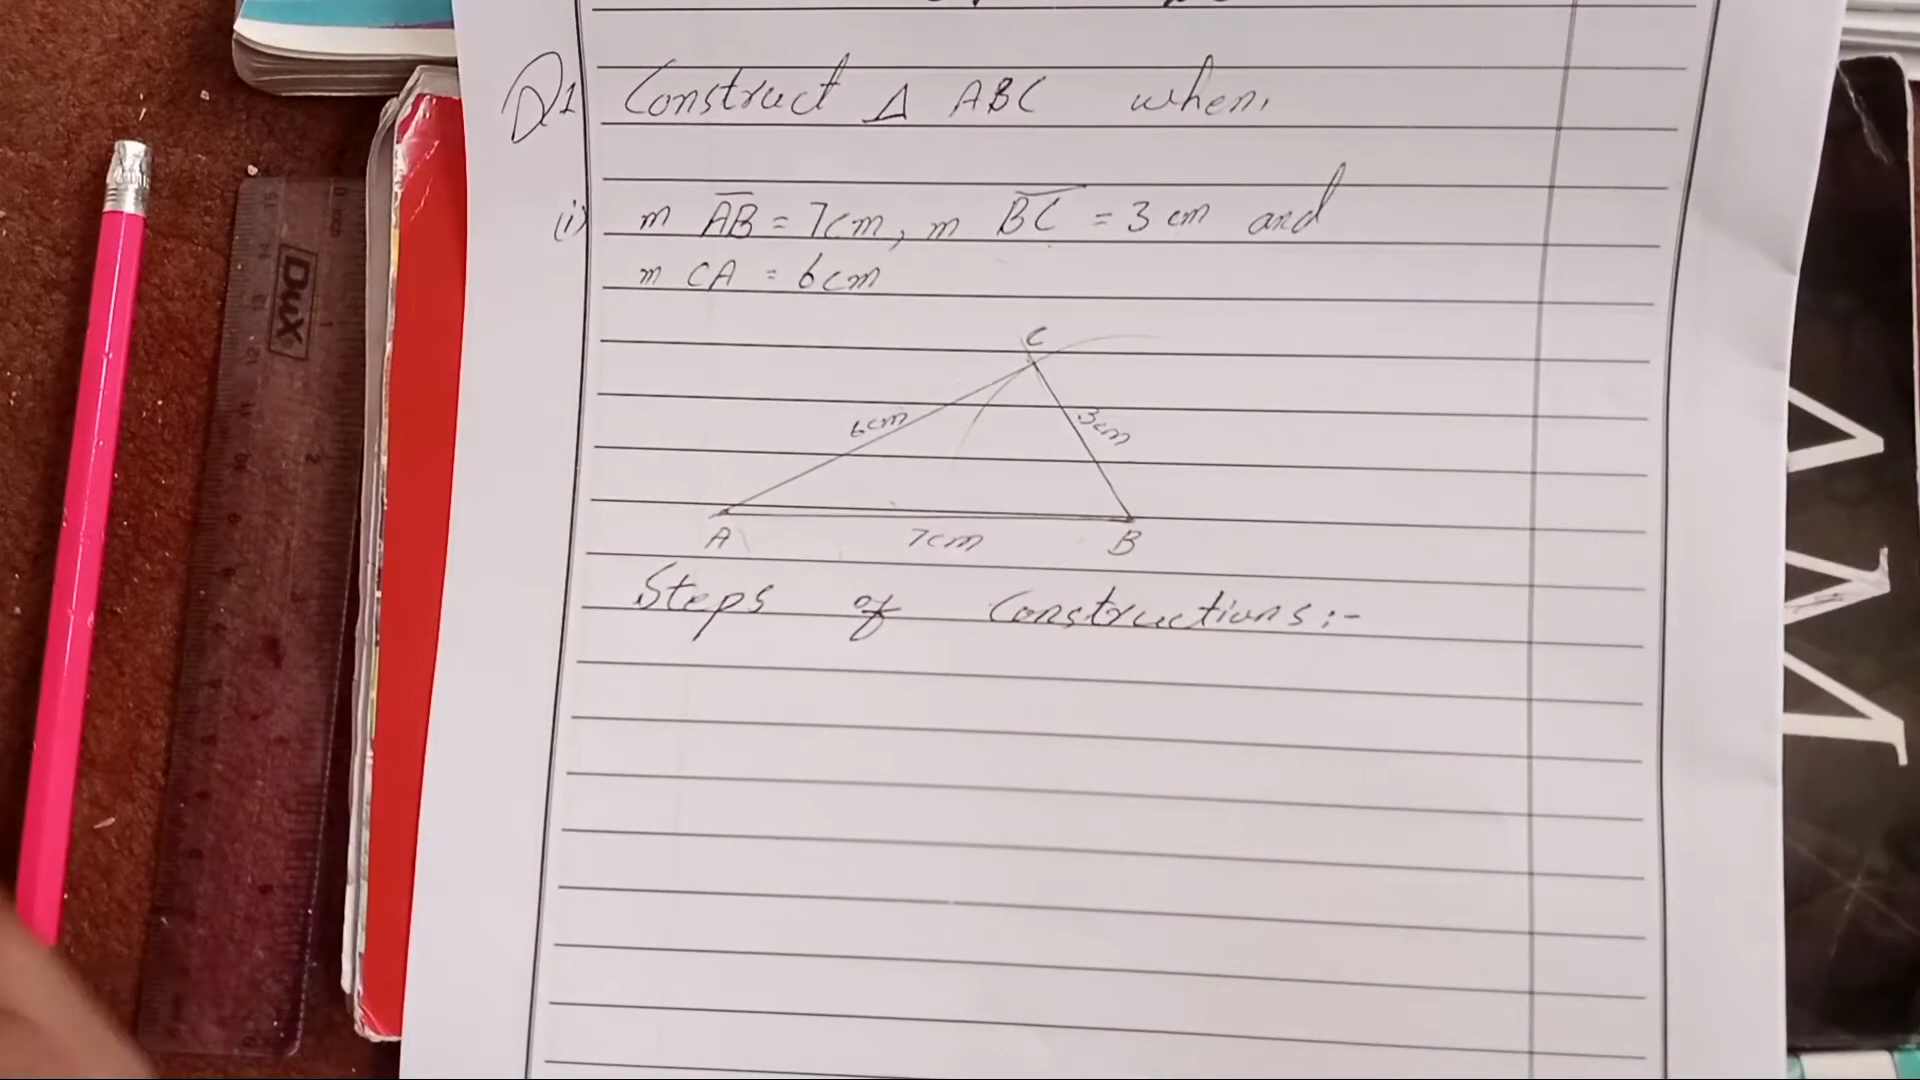 Q1 Construct Δ ABC when,
(i) m AB = 7cm, m BC = 3 cm and
m CA = 6cm
C
6cm 3cm
A 7cm B
Steps of Constructions:-
DUX